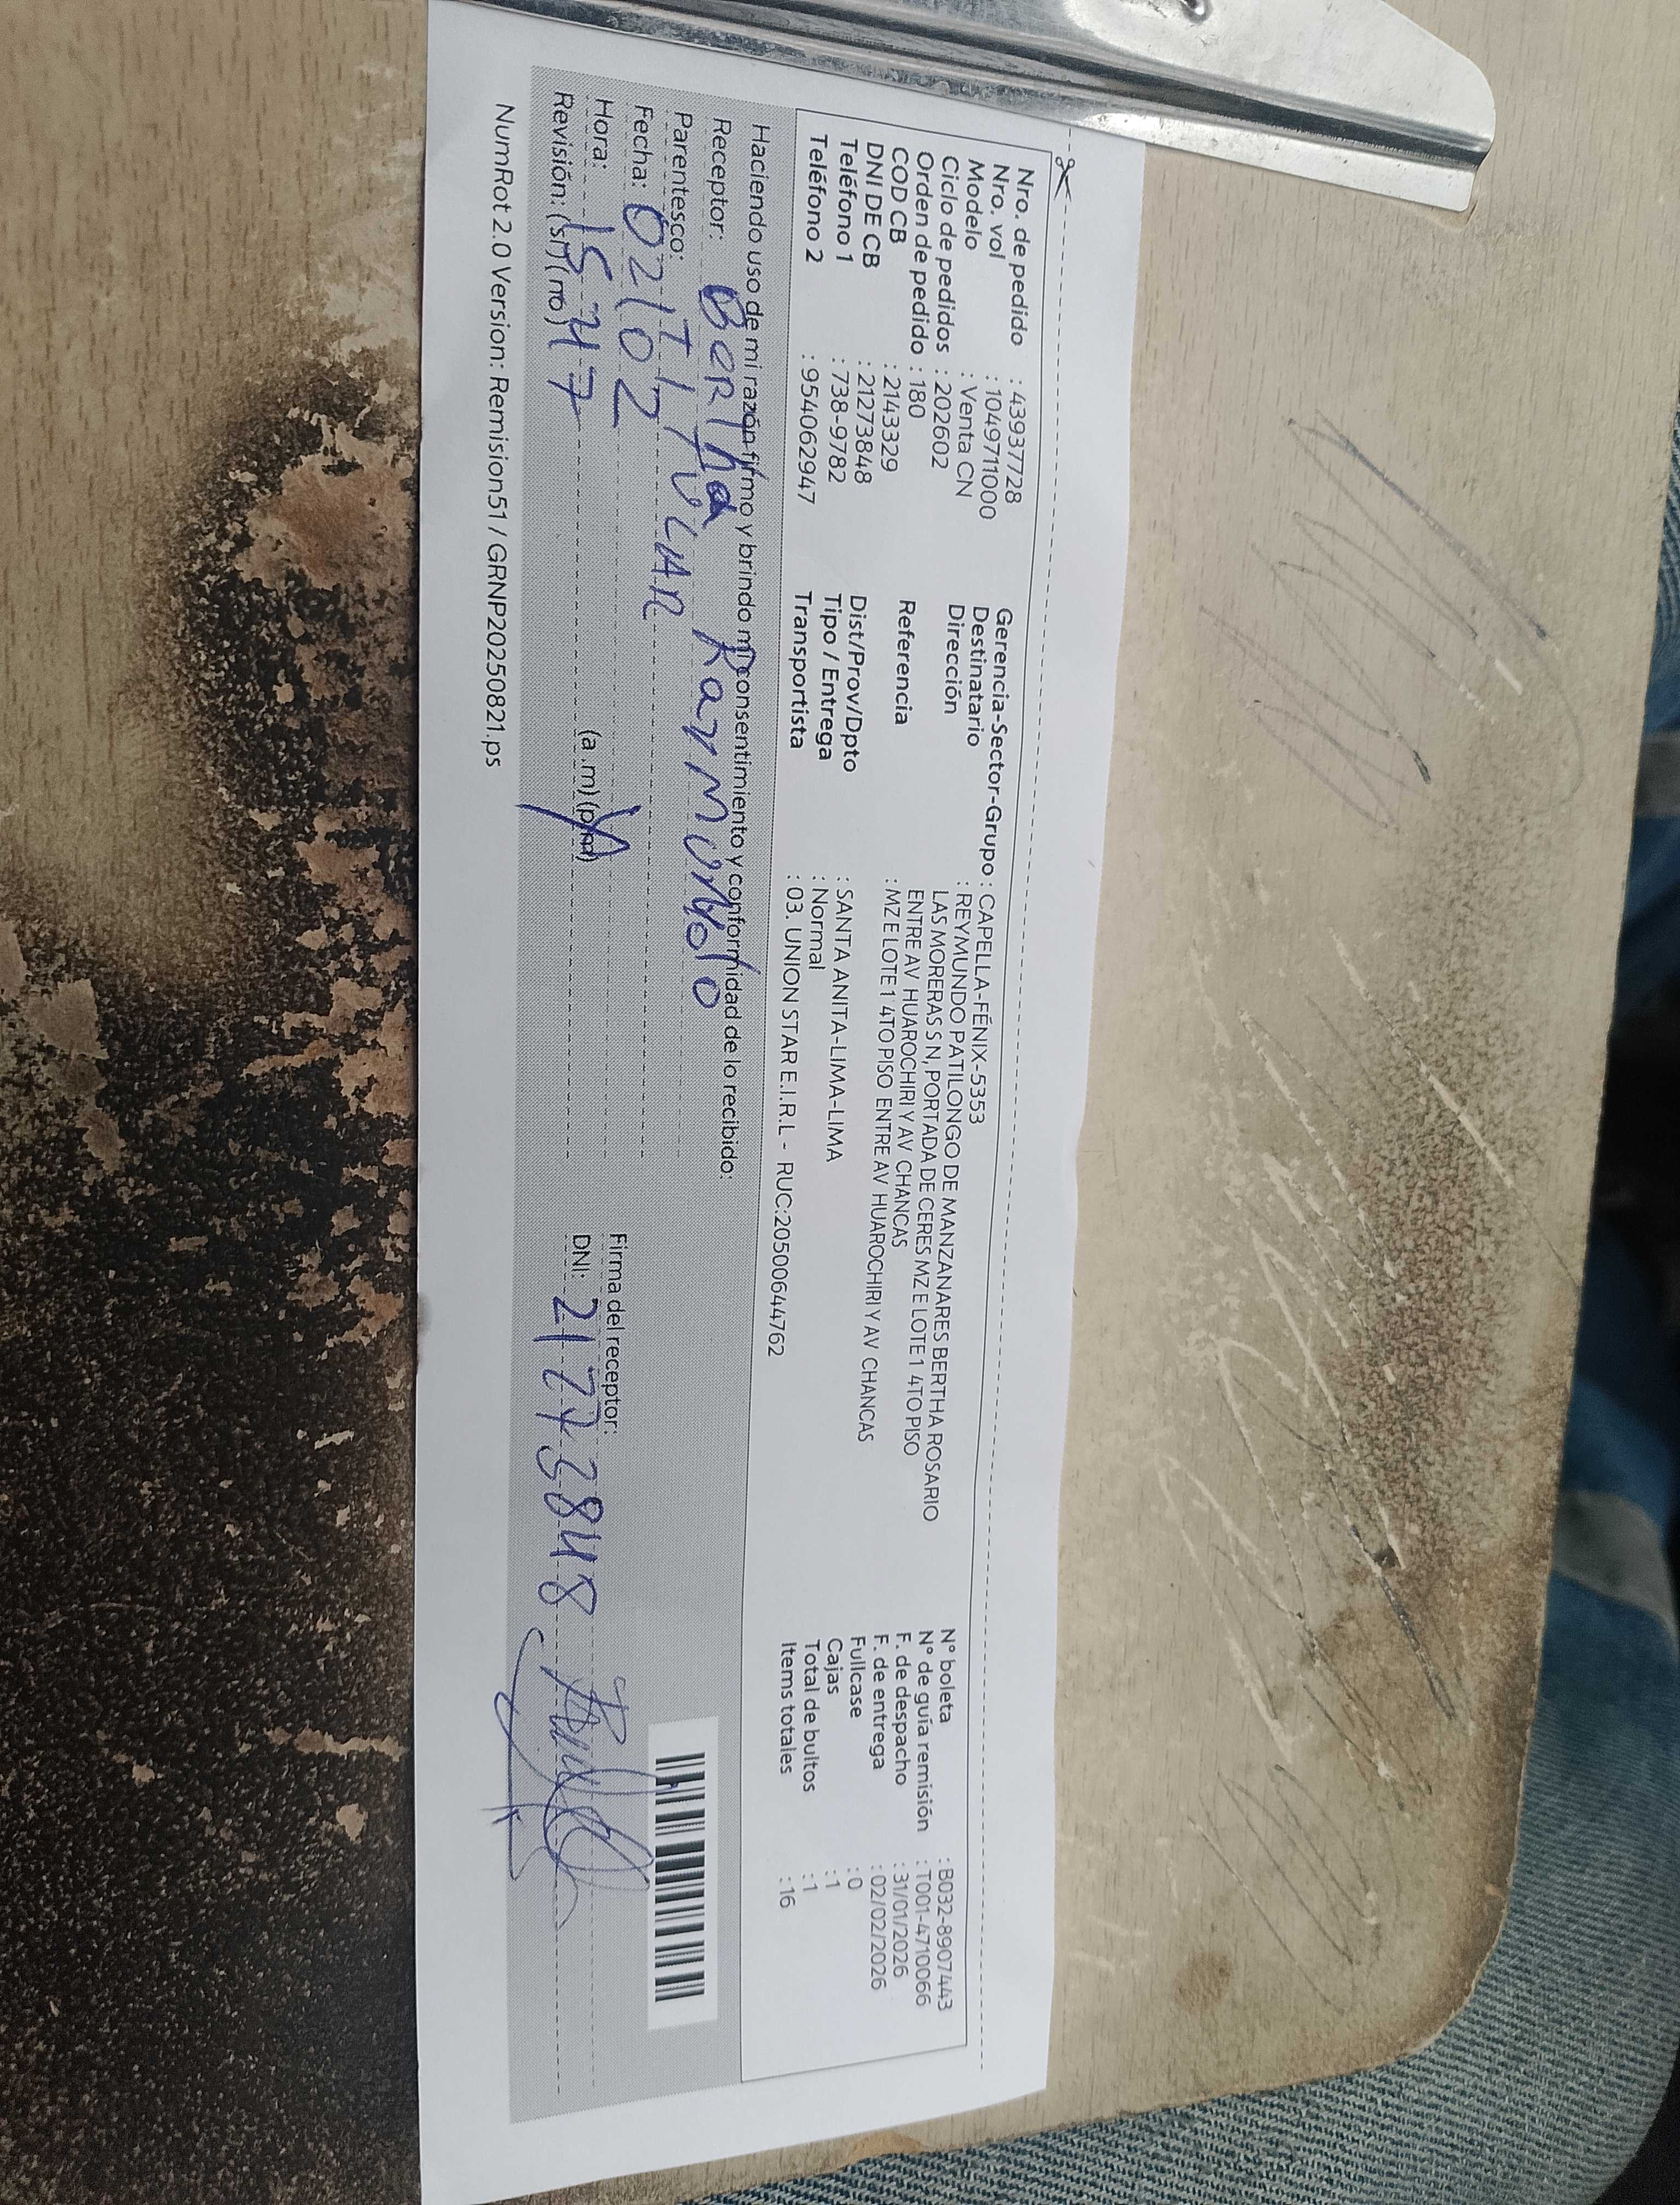 Nro. de pedido : 43937728
Nro. vol : 1049711000
Modelo : Venta CN
Ciclo de pedidos : 202602
Orden de pedido : 180
COD CB : 2143329
DNI DE CB : 21273848
Teléfono 1 : 738-9782
Teléfono 2 : 954062947
Gerencia-Sector-Grupo : CAPELLA-FÉNIX-5353
Destinatario : REYMUNDO PATILONGO DE MANZANARES BERTHA ROSARIO
Dirección LAS MORERAS S N, PORTADA DE CERES MZ E LOTE 1 4TO PISO
ENTRE AV HUAROCHIRI Y AV CHANCAS
Referencia : MZ E LOTE 1 4TO PISO ENTRE AV HUAROCHIRI Y AV CHANCAS
Dist/Prov/Dpto : SANTA ANITA-LIMA-LIMA
Tipo / Entrega : Normal
Transportista : 03. UNION STAR E.I.R.L - RUC:20500644762
N° boleta : B032-8907443
N° de guía remisión : T001-4710066
F. de despacho : 31/01/2026
F. de entrega : 02/02/2026
Fullcase : 0
Cajas : 1
Total de bultos : 1
Items totales : 16
Haciendo uso de mi razón firmo y brindo mi consentimiento y conformidad de lo recibido:
Receptor: Bertha
Parentesco: TITULAR
Fecha: 02/02
Hora: 15 47 (a.m) (p.m)
Revisión: (si) (no)
Firma del receptor:
DNI: 21273848
NumRot 2.0 Version: Remision51 / GRNP20250821.ps